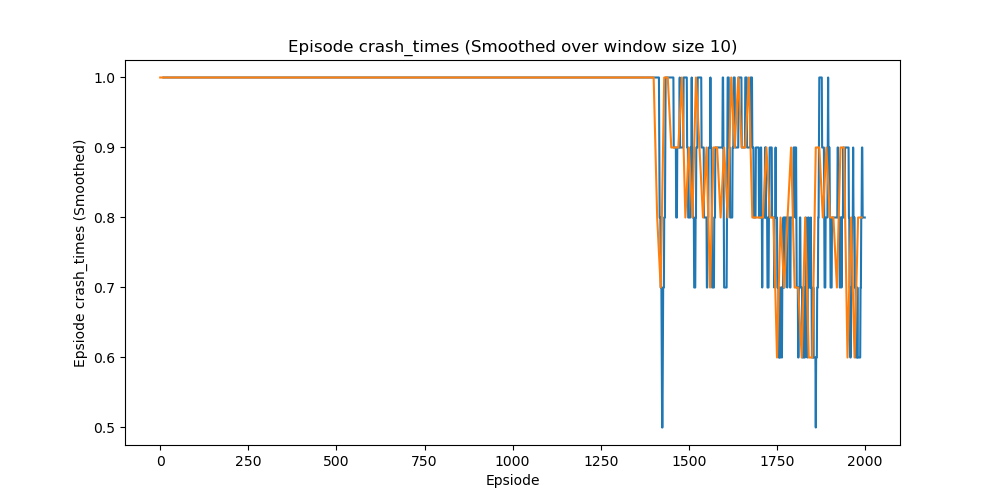 Episode crash_times (Smoothed over window size 10)
Epsiode crash_times (Smoothed)
1.0
0.9
0.8
0.7
0.6
0.5
0 250 500 750 1000 1250 1500 1750 2000
Epsiode